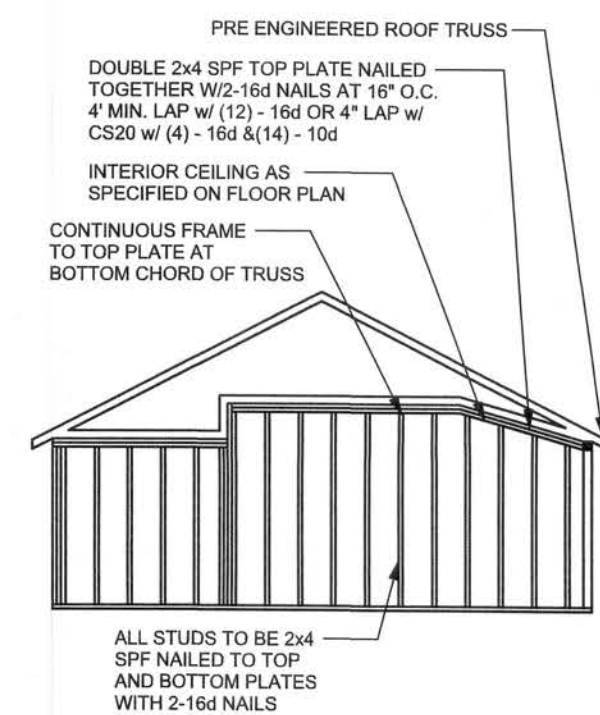 PRE ENGINEERED ROOF TRUSS
DOUBLE 2x4 SPF TOP PLATE NAILED
TOGETHER W/2-16d NAILS AT 16" O.C.
4' MIN. LAP w/ (12) - 16d OR 4" LAP w/
CS20 w/ (4) - 16d &(14) - 10d
INTERIOR CEILING AS
SPECIFIED ON FLOOR PLAN
CONTINUOUS FRAME
TO TOP PLATE AT
BOTTOM CHORD OF TRUSS
ALL STUDS TO BE 2x4
SPF NAILED TO TOP
AND BOTTOM PLATES
WITH 2-16d NAILS